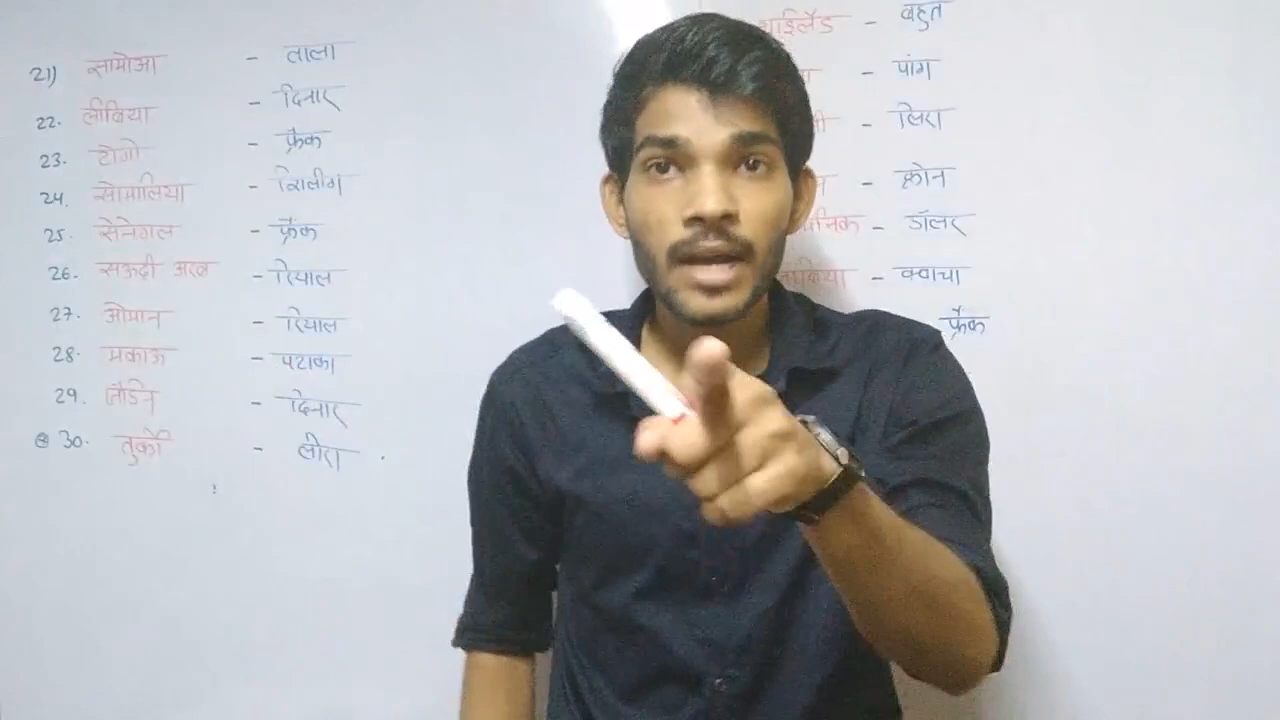 21) सामोआ - ताला
22. लीबिया - दिनार
23. टोगो - फ्रैंक
24. सोमालिया - शिलींग
25. सेनेगल - फ्रैंक
26. सऊदी अरब - रियाल
27. ओमान - रियाल
28. मकाऊ - पटाका
29. जॉर्डन - दिनार
30. तुर्की - लीरा
थाईलैंड - बहुत
- पांग
- लिरा
- क्रोन
- डॉलर
- क्वाचा
फ्रैंक